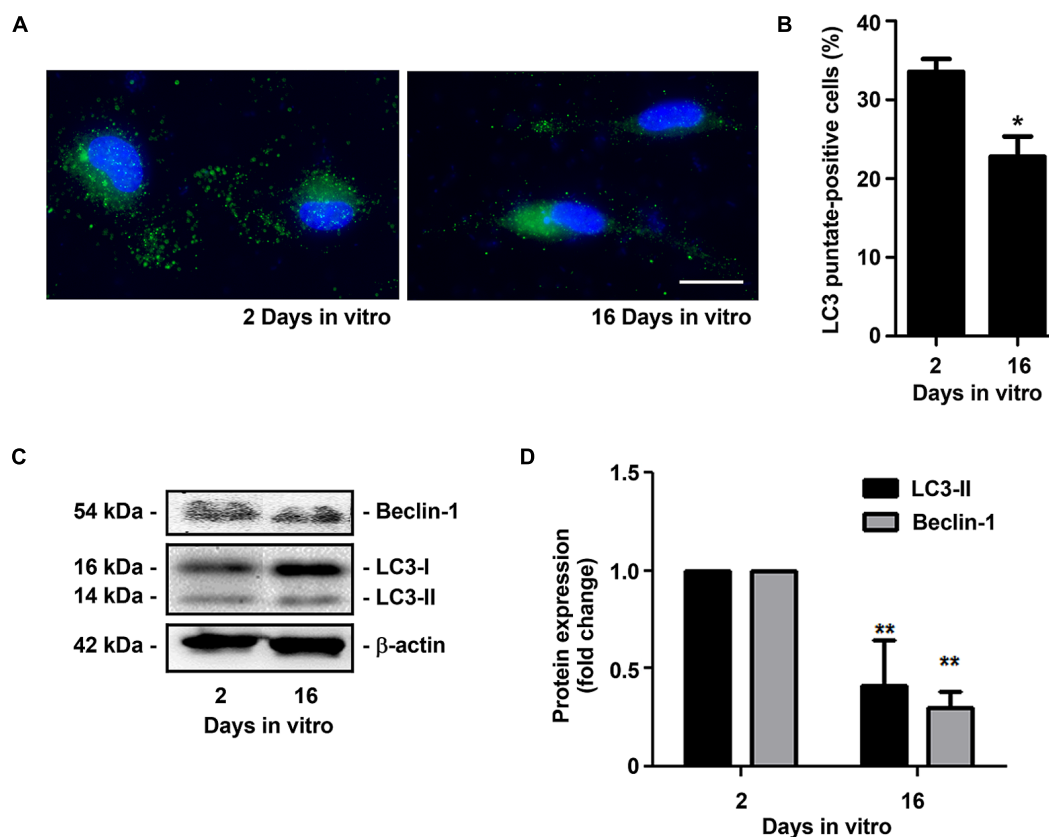 A
2 Days in vitro
16 Days in vitro
B
LC3 puntate-positive cells (%)
40
30
20
10
0
*
2
16
Days in vitro
C
54 kDa -
- Beclin-1
16 kDa -
- LC3-I
14 kDa -
- LC3-II
42 kDa -
- β-actin
2
16
Days in vitro
D
Protein expression
(fold change)
1.5
1.0
0.5
0
LC3-II
Beclin-1
**
**
2
16
Days in vitro